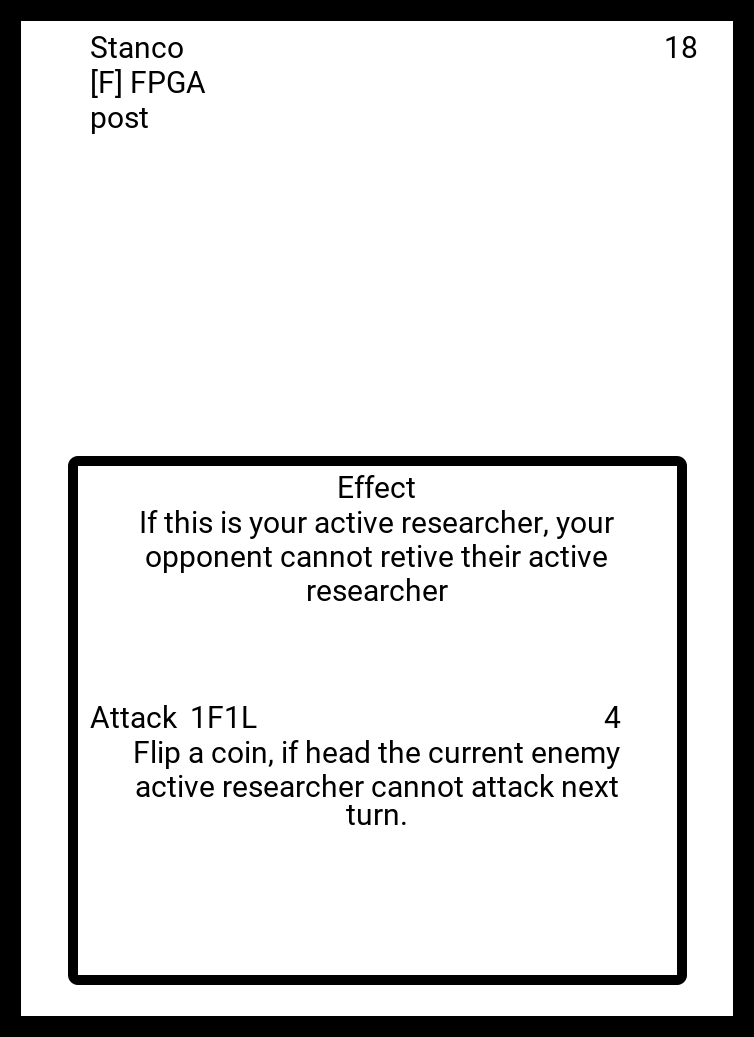 Stanco 18
[F] FPGA
post
Effect
If this is your active researcher, your
opponent cannot retive their active
researcher
Attack 1F1L 4
Flip a coin, if head the current enemy
active researcher cannot attack next
turn.